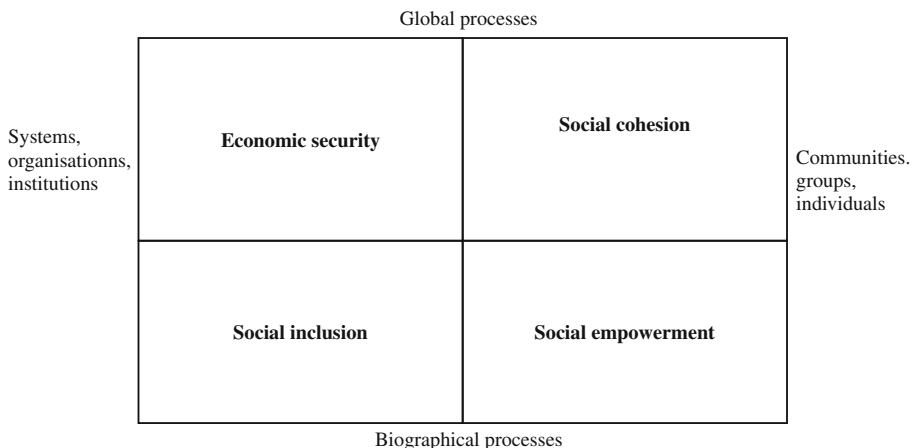 Global processes
Systems,
organisationns,
institutions
Economic security
Social cohesion
Communities.
groups,
individuals
Social inclusion
Social empowerment
Biographical processes